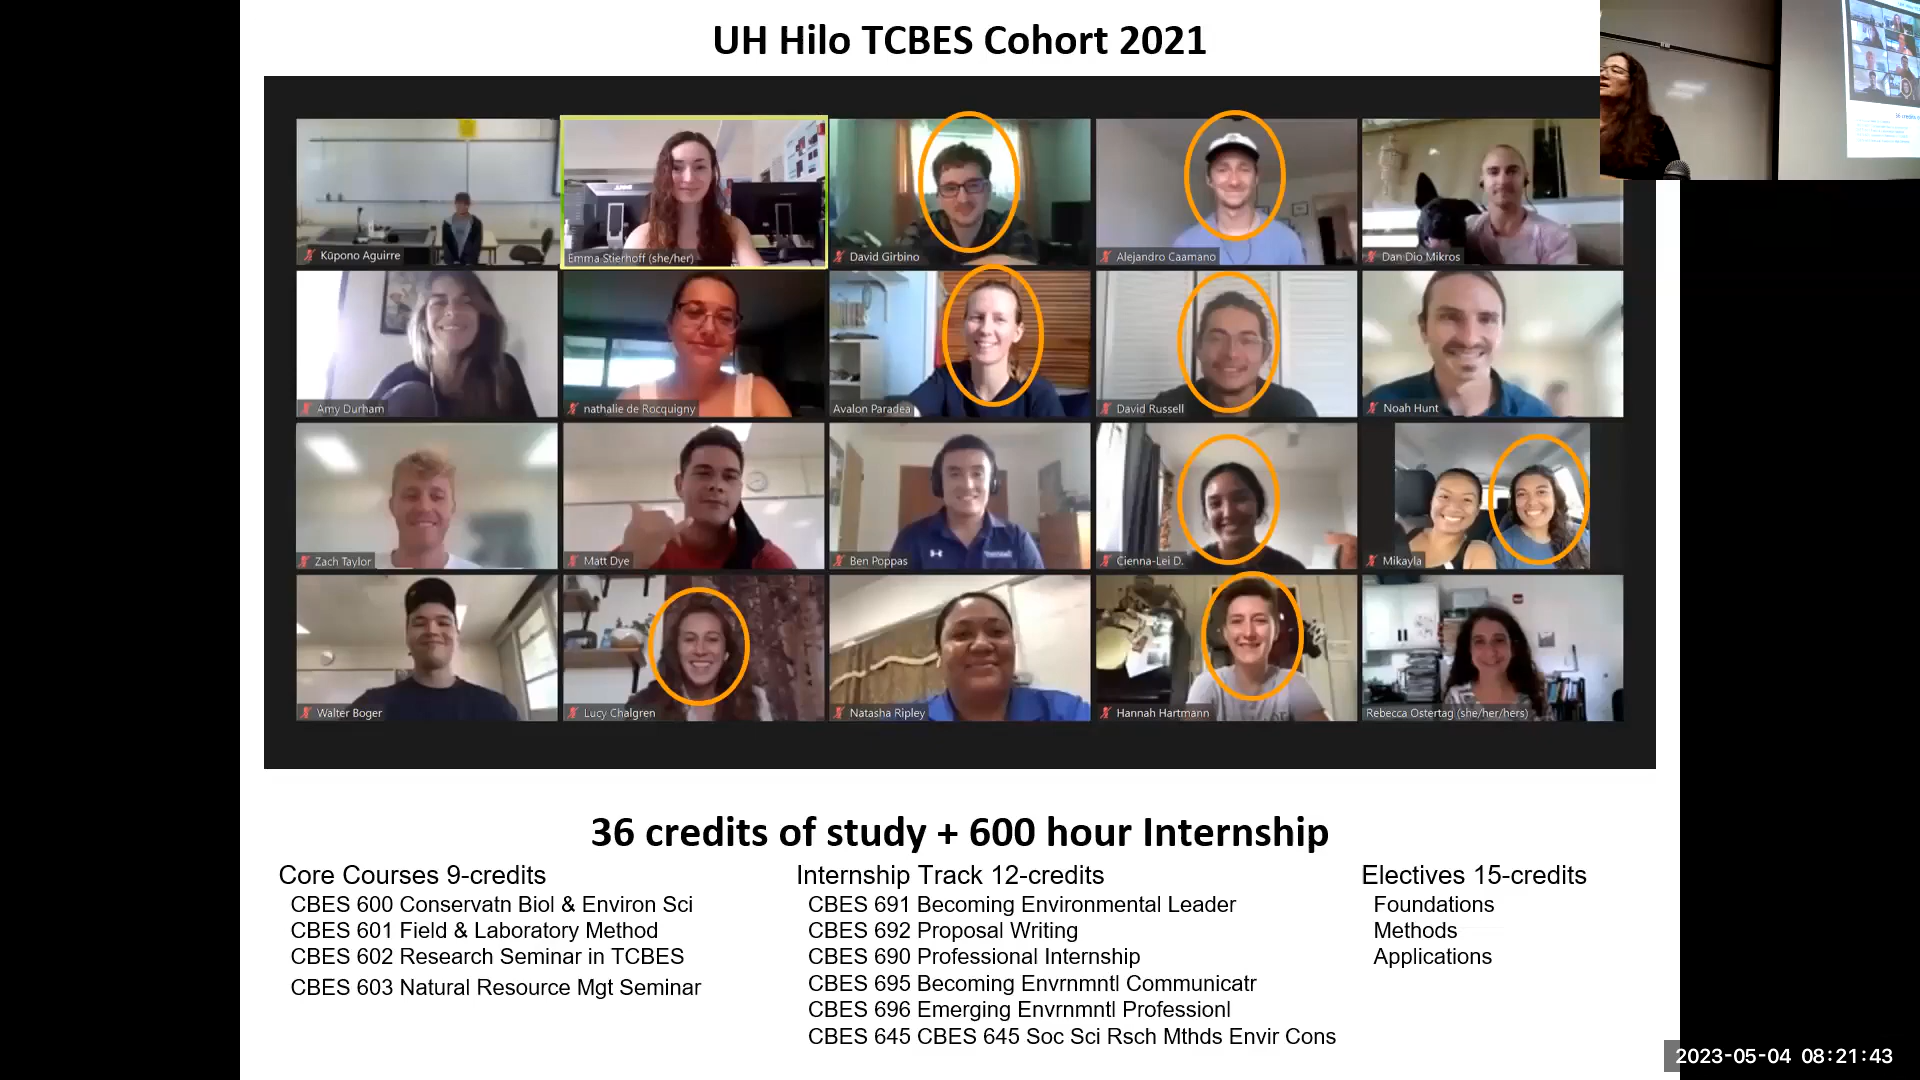 UH Hilo TCBES Cohort 2021
Kūpono Aguirre
Emma Stierhoff (she/her)
David Girbino
Alejandro Caamano
Dan Dio Mikros
Amy Durham
nathalie de Rocquigny
Avalon Paradea
David Russell
Noah Hunt
Zach Taylor
Matt Dye
Ben Poppas
Cienna-Lei D.
Mikayla
Walter Boger
Lucy Chalgren
Natasha Ripley
Hannah Hartmann
Rebecca Ostertag (she/her/hers)
36 credits of study + 600 hour Internship
Core Courses 9-credits
CBES 600 Conservatn Biol & Environ Sci
CBES 601 Field & Laboratory Method
CBES 602 Research Seminar in TCBES
CBES 603 Natural Resource Mgt Seminar
Internship Track 12-credits
CBES 691 Becoming Environmental Leader
CBES 692 Proposal Writing
CBES 690 Professional Internship
CBES 695 Becoming Envrnmntl Communicatr
CBES 696 Emerging Envrnmntl Professionl
CBES 645 CBES 645 Soc Sci Rsch Mthds Envir Cons
Electives 15-credits
Foundations
Methods
Applications
2023-05-04 08:21:43